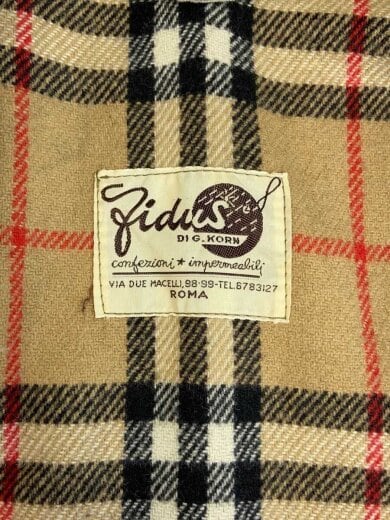 Fidus
DI G. KORN
confezioni * impermeabili
VIA DUE MACELLI, 98-99-TEL.6783127
ROMA